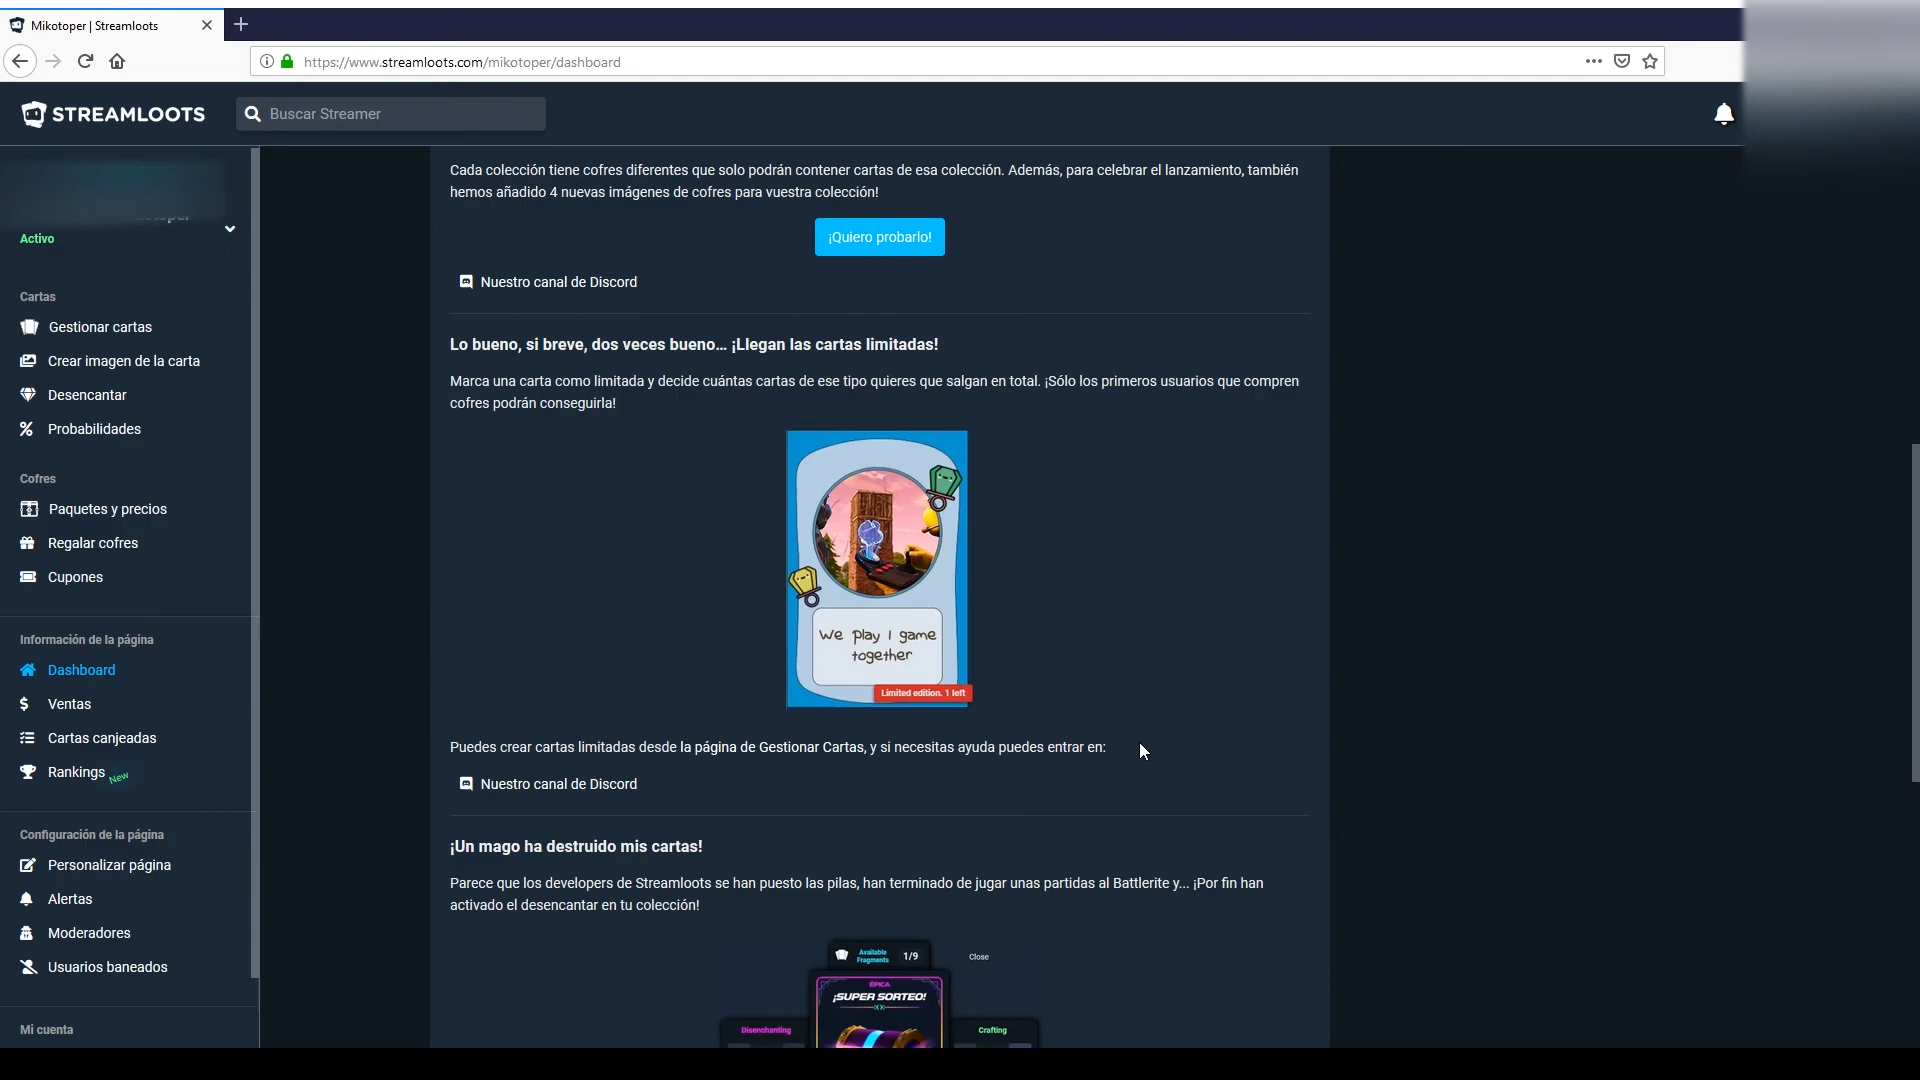 Mikotoper | Streamloots
https://www.streamloots.com/mikotoper/dashboard
STREAMLOOTS
Buscar Streamer
Activo
Cartas
Gestionar cartas
Crear imagen de la carta
Desencantar
Probabilidades
Cofres
Paquetes y precios
Regalar cofres
Cupones
Información de la página
Dashboard
Ventas
Cartas canjeadas
Rankings New
Configuración de la página
Personalizar página
Alertas
Moderadores
Usuarios baneados
Mi cuenta
Cada colección tiene cofres diferentes que solo podrán contener cartas de esa colección. Además, para celebrar el lanzamiento, también
hemos añadido 4 nuevas imágenes de cofres para vuestra colección!
¡Quiero probarlo!
Nuestro canal de Discord
Lo bueno, si breve, dos veces bueno... ¡Llegan las cartas limitadas!
Marca una carta como limitada y decide cuántas cartas de ese tipo quieres que salgan en total. ¡Sólo los primeros usuarios que compren
cofres podrán conseguirla!
We play 1 game
together
Limited edition. 1 left
Puedes crear cartas limitadas desde la página de Gestionar Cartas, y si necesitas ayuda puedes entrar en:
Nuestro canal de Discord
¡Un mago ha destruido mis cartas!
Parece que los developers de Streamloots se han puesto las pilas, han terminado de jugar unas partidas al Battlerite y... ¡Por fin han
activado el desencantar en tu colección!
Available
Fragments
1/9
Close
ÉPICA
¡SUPER SORTEO!
Disenchanting
Crafting